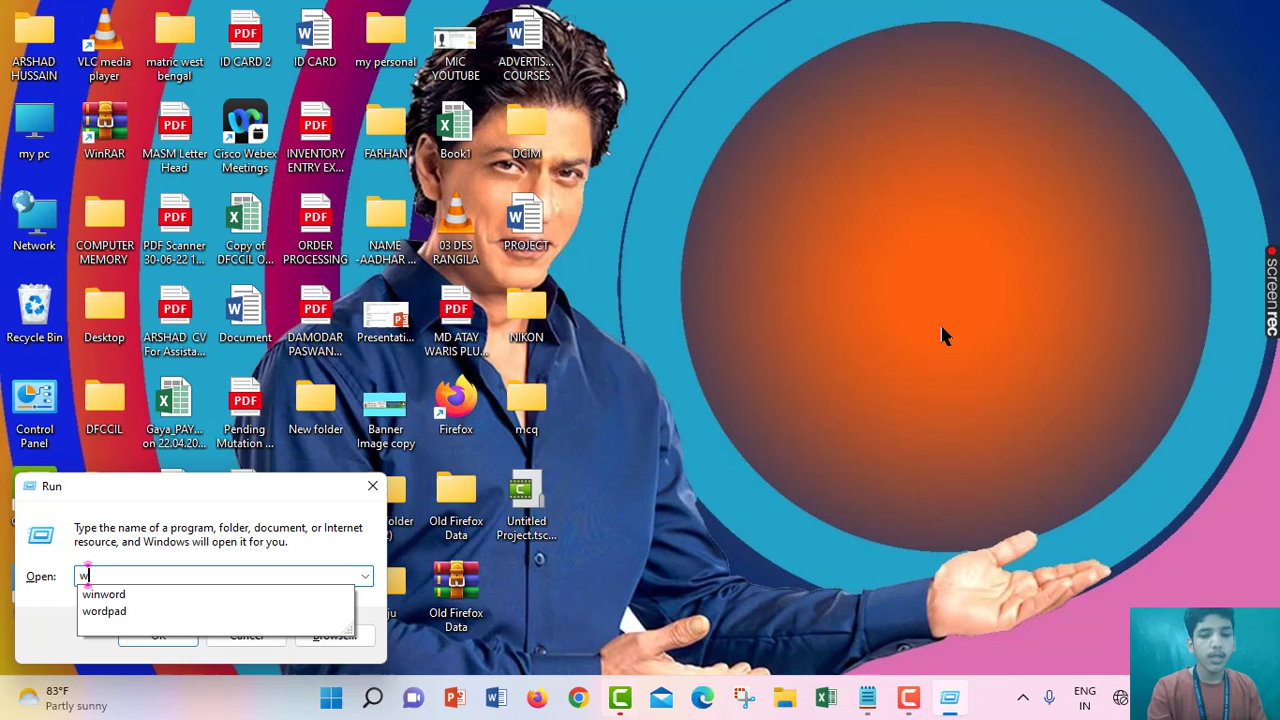 ARSHAD
HUSSAIN
VLC media
player
matric west
bengal
PDF
ID CARD 2
ID CARD
my personal
MIC
YOUTUBE
ADVERTIS...
COURSES
my pc
WinRAR
PDF
MASM Letter
Head
Cisco Webex
Meetings
PDF
INVENTORY
ENTRY EX...
FARHAN
Book1
DCIM
Network
COMPUTER
MEMORY
PDF
PDF Scanner
30-06-22 1...
Copy of
DFCCIL O...
PDF
ORDER
PROCESSING
NAME
-AADHAR ...
03 DES
RANGILA
PROJECT
Recycle Bin
Desktop
PDF
ARSHAD CV
For Assista...
Document
PDF
DAMODAR
PASWAN...
Presentati...
PDF
MD ATAY
WARIS PLU...
NIKON
Control
Panel
DFCCIL
Gaya_PAY...
on 22.04.20...
PDF
Pending
Mutation ...
New folder
Banner
Image copy
Firefox
mcq
Old Firefox
Data
Untitled
Project.tsc...
Old Firefox
Data
Run
Type the name of a program, folder, document, or Internet
resource, and Windows will open it for you.
Open:
w
winword
wordpad
OK
Cancel
Browse...
screenrec
83°F
Partly sunny
ENG
IN